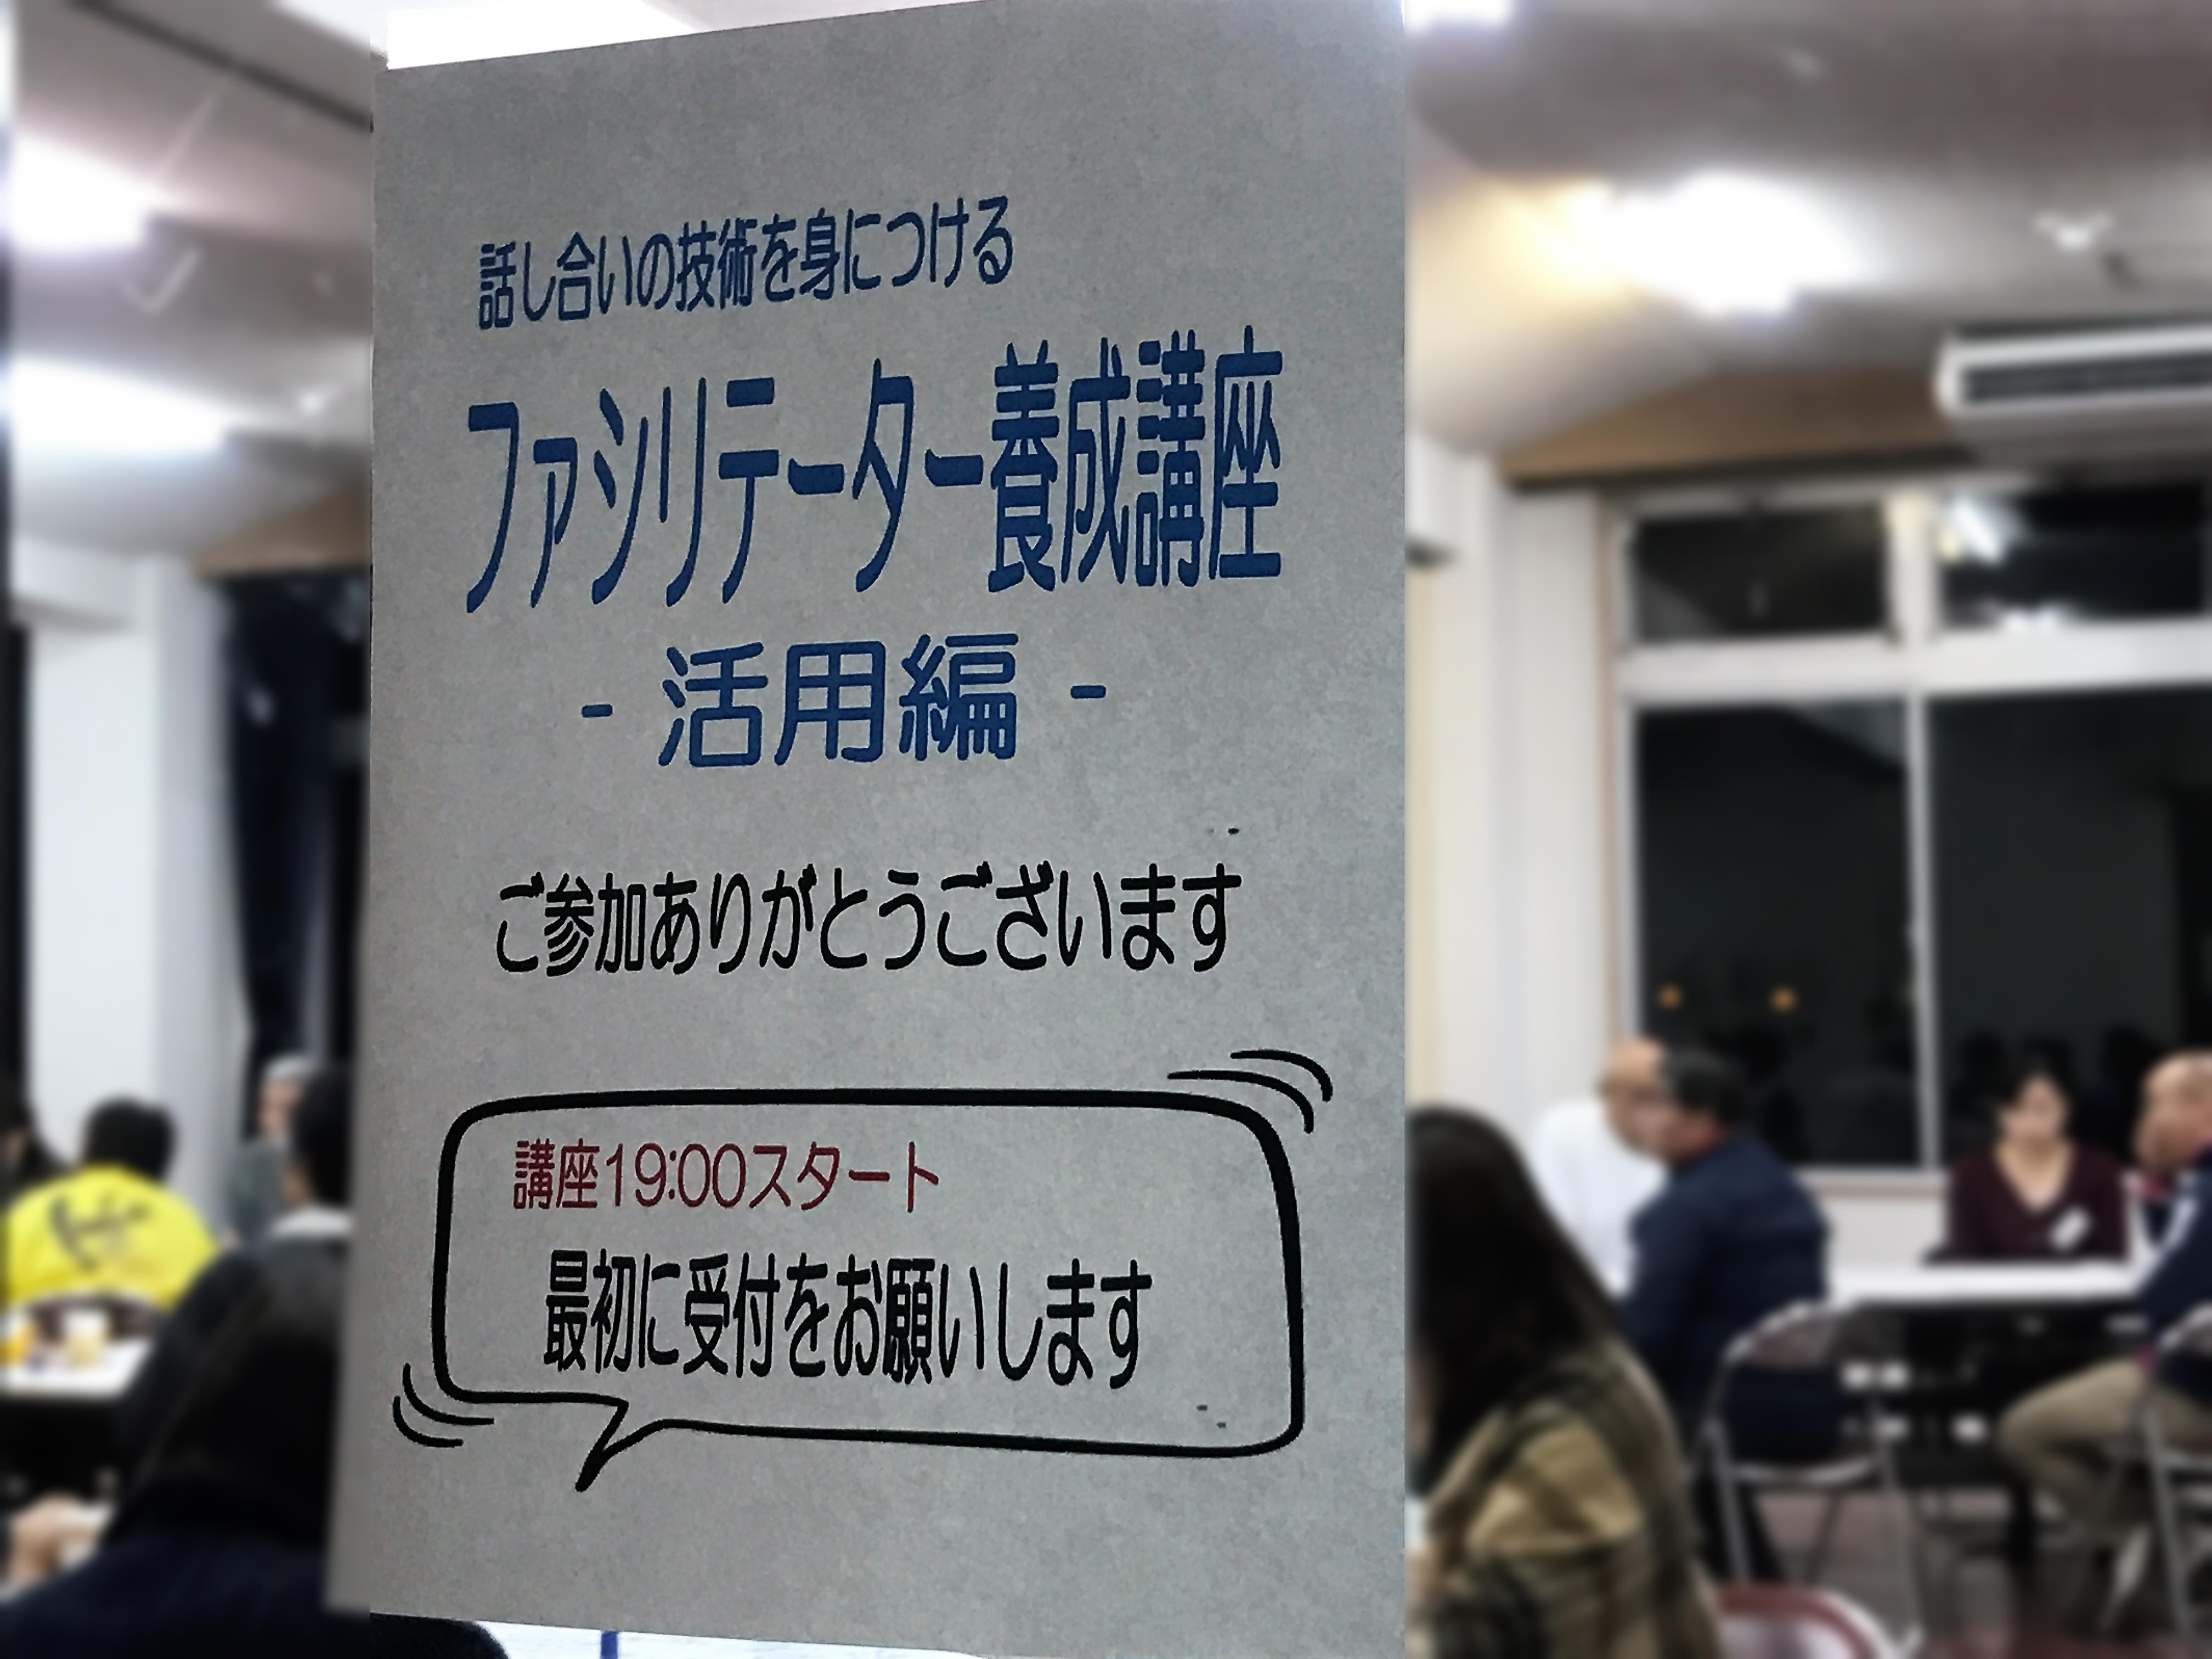 話し合いの技術を身につける
ファシリテーター養成講座
- 活用編 -
ご参加ありがとうございます
講座19:00スタート
最初に受付をお願いします